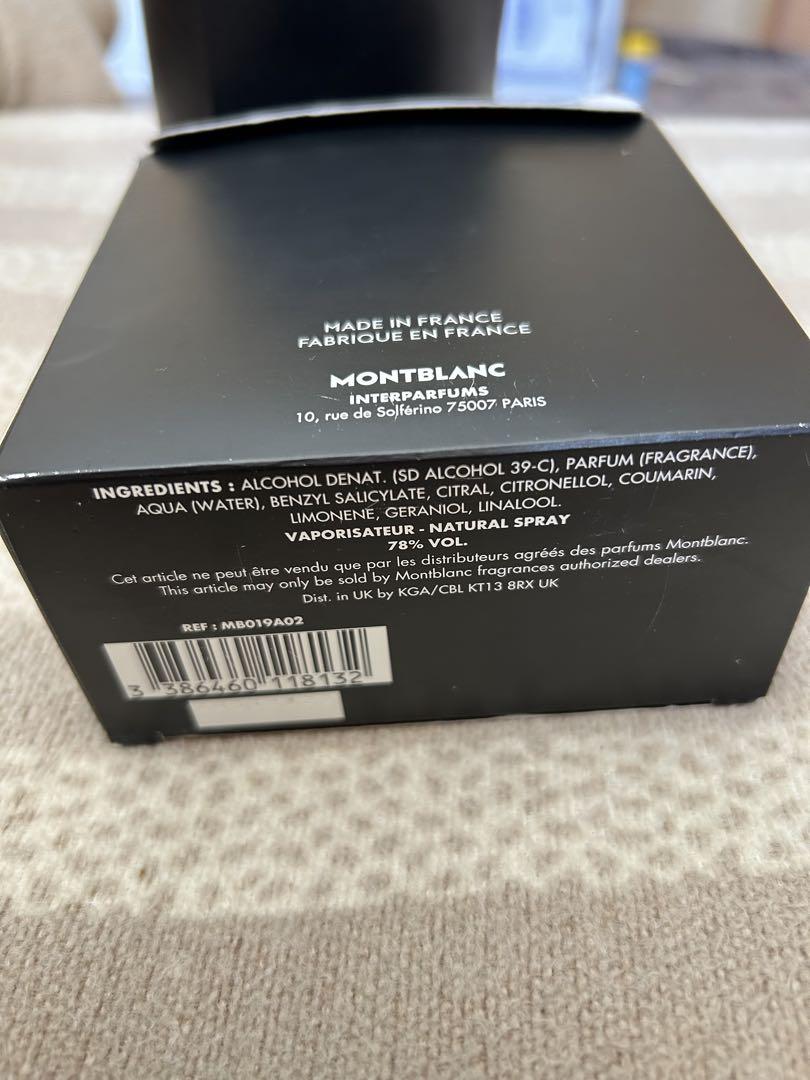 MADE IN FRANCE
FABRIQUE EN FRANCE
MONTBLANC
INTERPARFUMS
10, rue de Solférino 75007 PARIS
INGREDIENTS : ALCOHOL DENAT. (SD ALCOHOL 39-C), PARFUM (FRAGRANCE),
AQUA (WATER), BENZYL SALICYLATE, CITRAL, CITRONELLOL, COUMARIN,
LIMONENE, GERANIOL, LINALOOL.
VAPORISATEUR - NATURAL SPRAY
78% VOL.
Cet article ne peut être vendu que par les distributeurs agréés des parfums Montblanc.
This article may only be sold by Montblanc fragrances authorized dealers.
Dist. in UK by KGA/CBL KT13 8RX UK
REF : MB019A02
3 386460 118132